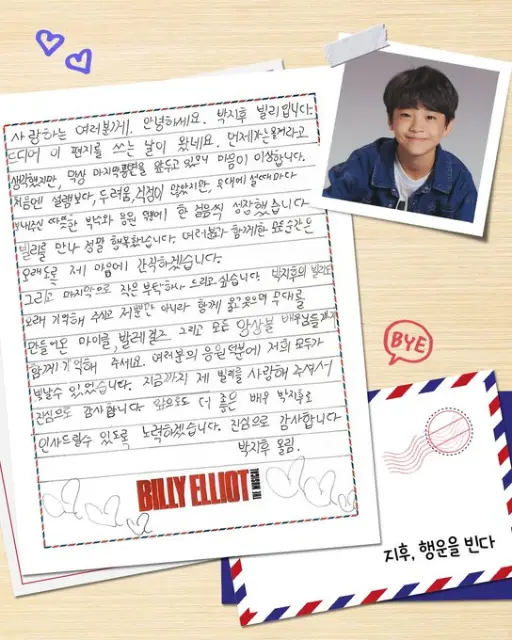 사랑하는 여러분께. 안녕하세요. 박지후 빌리입니다.
드디어 이 편지를 쓰는 날이 왔네요. 언젠가는 올거라고
생각했지만, 막상 마지막공연을 앞두고 있으니 마음이 이상합니다.
처음엔 설렘보다, 두려움, 걱정이 많았지만 무대에 설때마다
보내주신 따뜻한 박수와 응원 덕분에 한 걸음씩 성장했습니다
빌리를 만나 정말 행복했습니다. 여러분과 함께한 모든순간은
오래도록 제 마음에 간직하겠습니다.
그리고 마지막으로 작은 부탁하나 드리고 싶습니다. 박지후의 빌리도
오래 기억해 주시고 저뿐만 아니라 함께 울고 웃으며 무대를
만들어온 마이클, 발레걸즈 그리고 모든 앙상블 배우님들까지
함께 기억해 주세요. 여러분의 응원덕분에 저희 모두가
빛날수 있었습니다. 지금까지 제 빌리를 사랑해 주셔서
진심으로 감사합니다 앞으로도 더 좋은 배우 박지후로
인사드릴수 있도록 노력하겠습니다. 진심으로 감사합니다
박지후 올림.
BILLY ELLIOT
THE MUSICAL
BYE
지후, 행운을 빈다